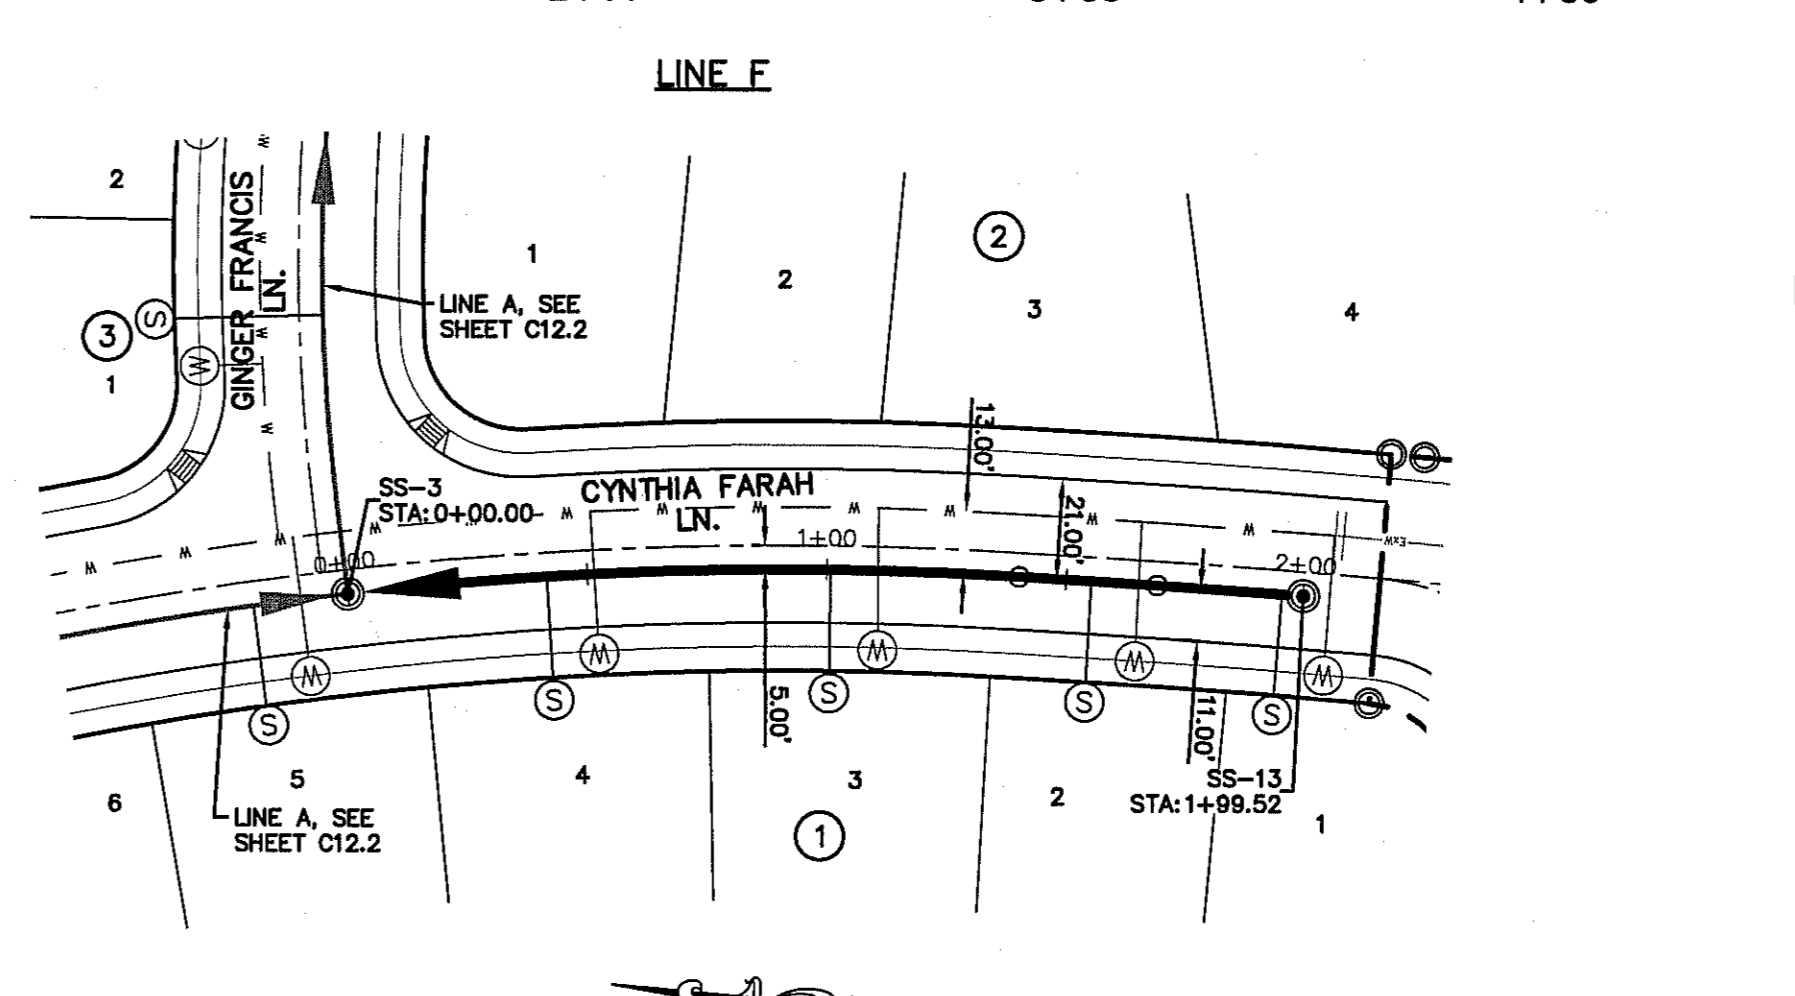 LINE F
2
GINGER FRANCIS
LN.
1
2
2
3
4
LINE A, SEE
SHEET C12.2
S
3
1
W
W
W
W
W
13.00'
SS-3
STA: 0+00.00
CYNTHIA FARAH
LN.
W
W
W
W
W
W
W
W
W
W
21.00'
ExW
0+00
1+00
2+00
W
W
W
W
W
S
S
S
S
S
5.00'
11.00'
6
5
4
3
2
1
SS-13
STA: 1+99.52
LINE A, SEE
SHEET C12.2
1